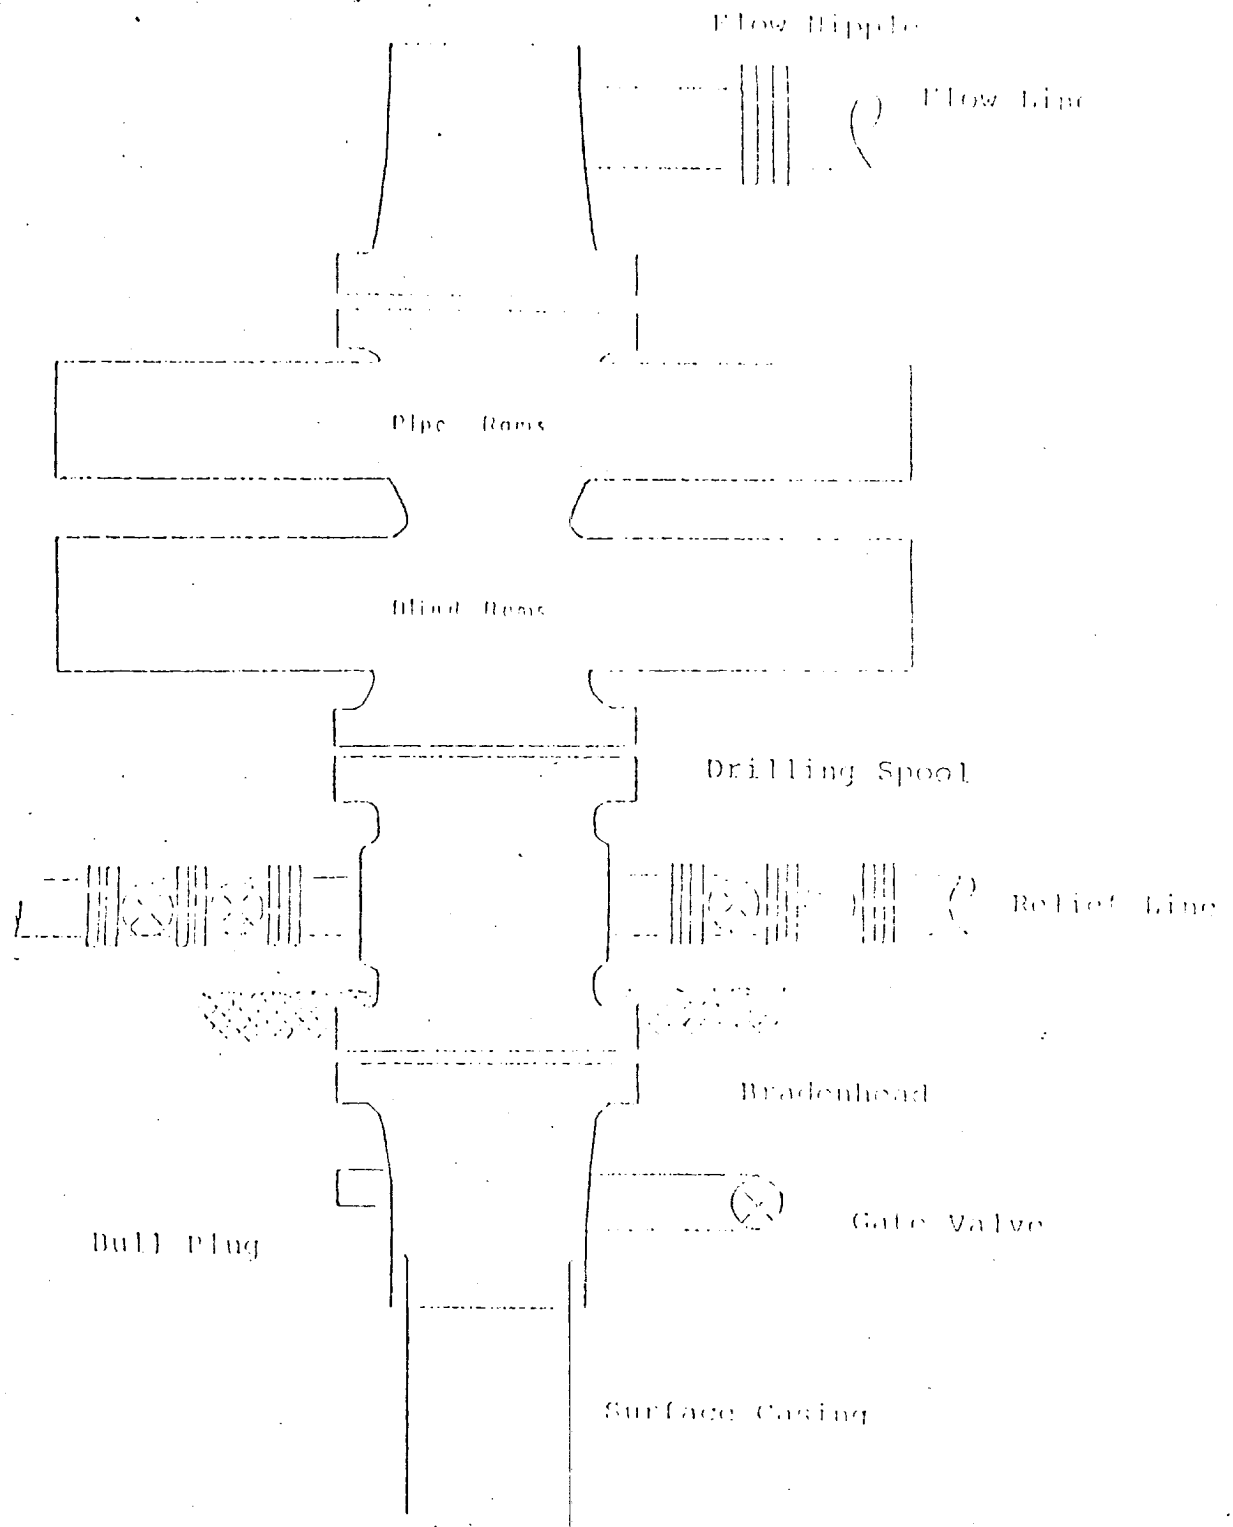 Flow Nipple
Flow Line
Pipe Rams
Blind Rams
Drilling Spool
Relief Line
Bradenhead
Gate Valve
Bull Plug
Surface Casing